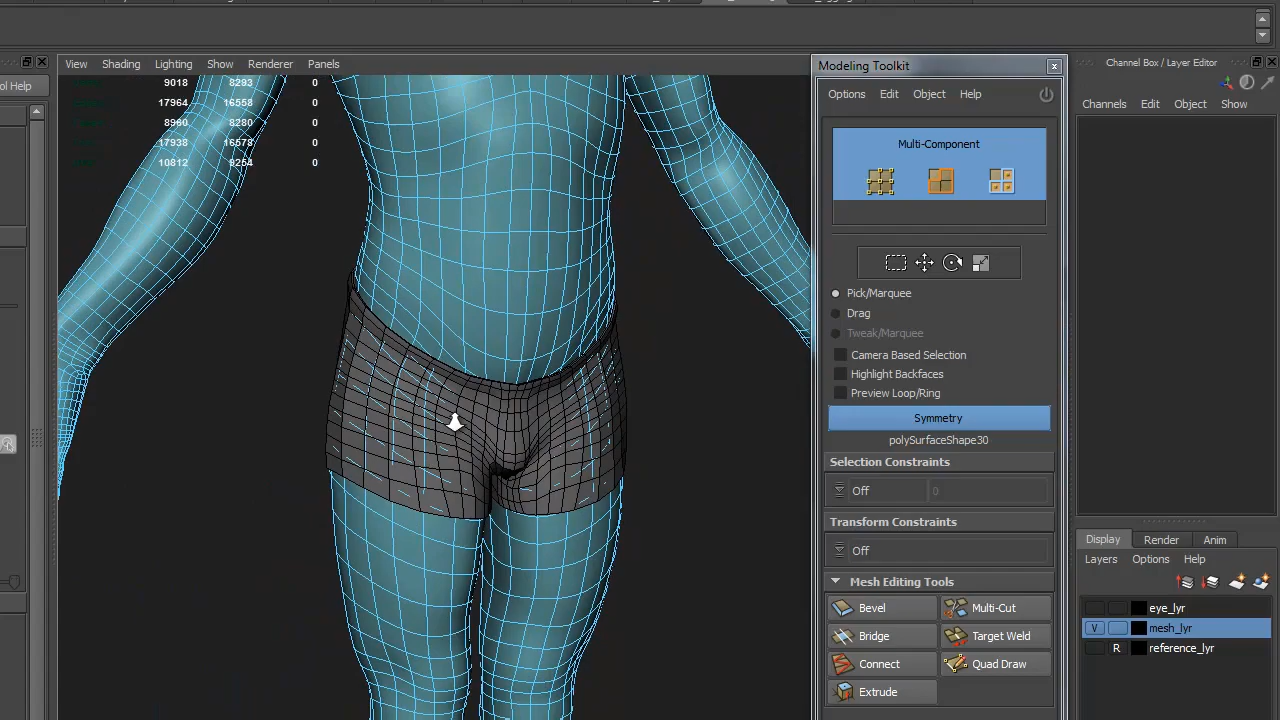 View Shading Lighting Show Renderer Panels
Modeling Toolkit
Channel Box / Layer Editor
ol Help
9018 8293 0
17964 16558 0
8960 8280 0
17938 16578 0
10812 9254 0
Options Edit Object Help
Channels Edit Object Show
Multi-Component
Pick/Marquee
Drag
Tweak/Marquee
Camera Based Selection
Highlight Backfaces
Preview Loop/Ring
Symmetry
polySurfaceShape30
Selection Constraints
Off 0
Transform Constraints
Off
Mesh Editing Tools
Bevel Multi-Cut
Bridge Target Weld
Connect Quad Draw
Extrude
Display Render Anim
Layers Options Help
eye_lyr
V mesh_lyr
R reference_lyr